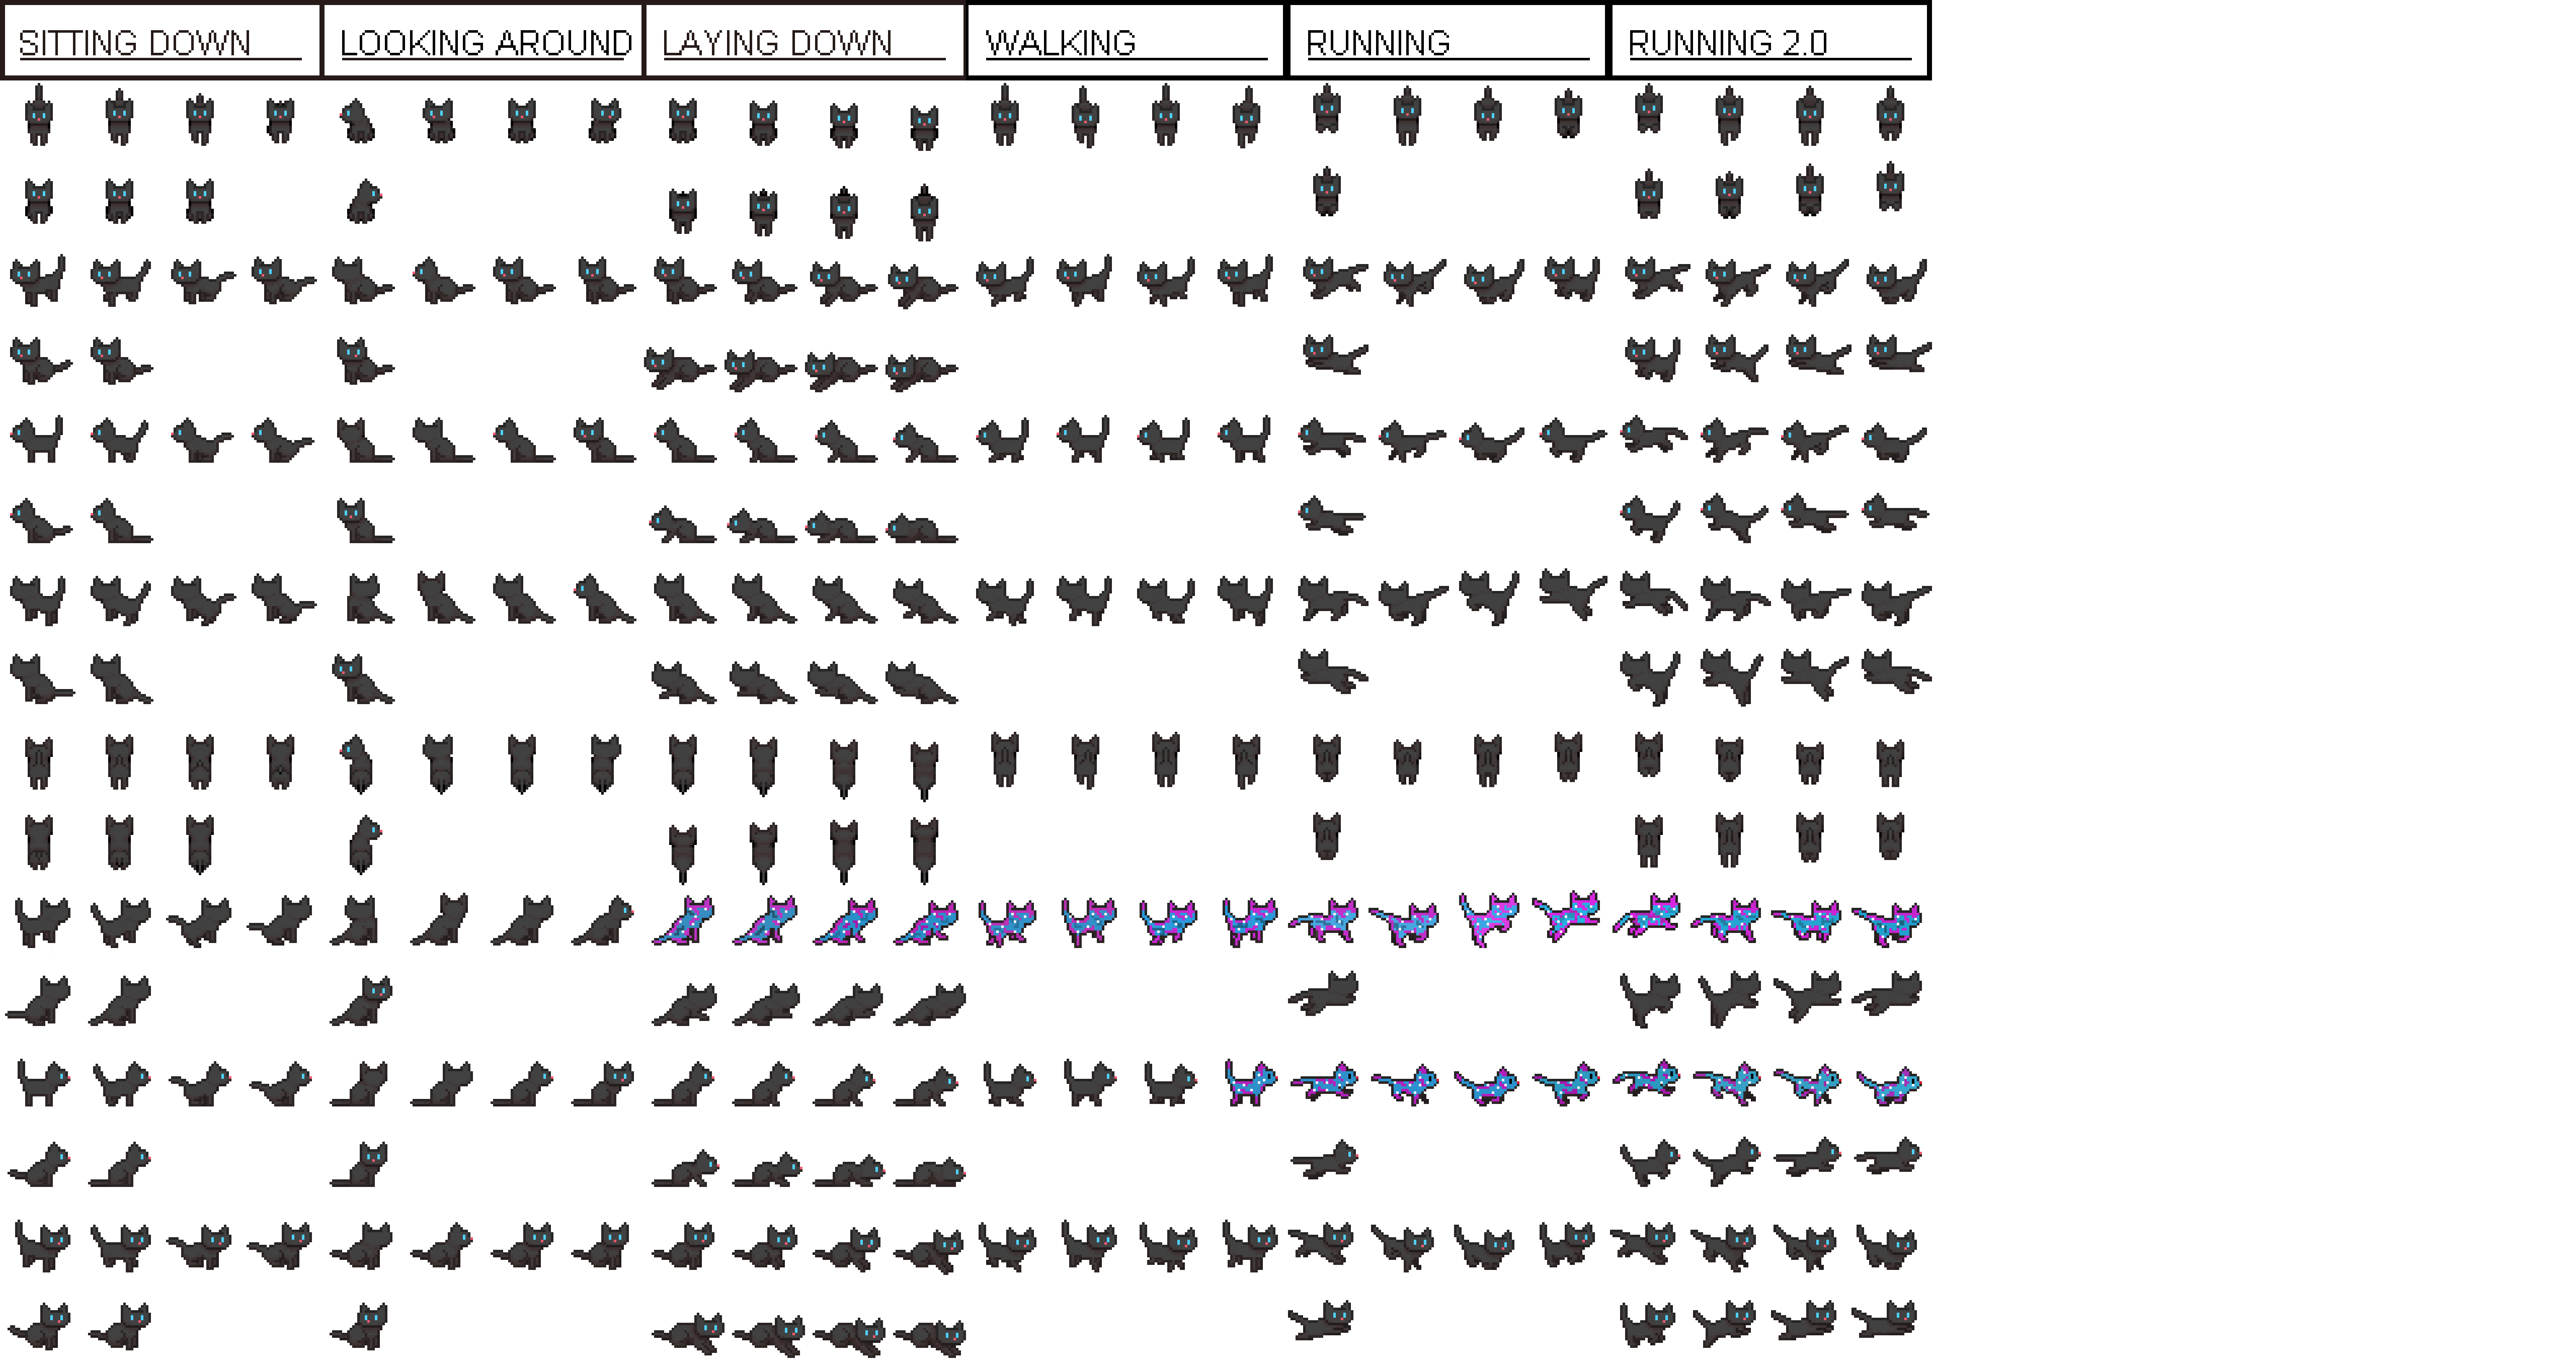 SITTING DOWN
LOOKING AROUND
LAYING DOWN
WALKING
RUNNING
RUNNING 2.0